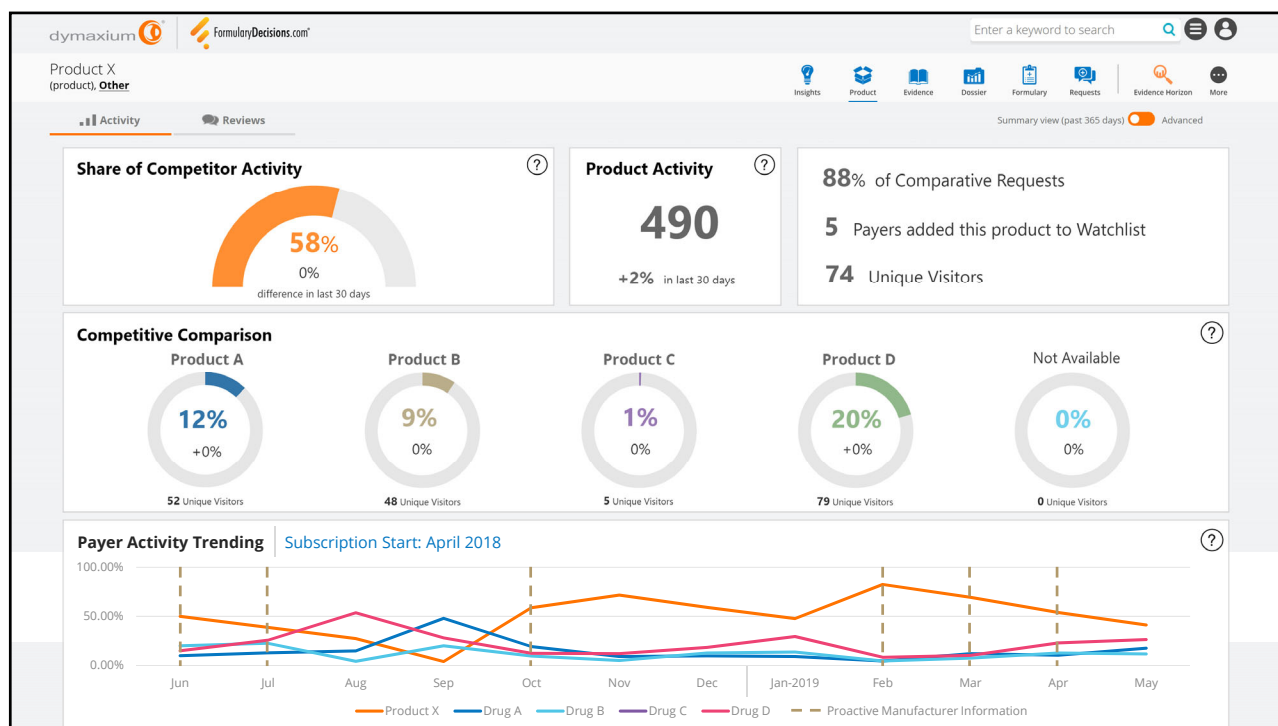 dymaxium
FormularyDecisions.com
Enter a keyword to search
Product X
(product), Other
Insights
Product
Evidence
Dossier
Formulary
Requests
Evidence Horizon
More
Activity
Reviews
Summary view (past 365 days)
Advanced
Share of Competitor Activity
?
58%
0%
difference in last 30 days
Product Activity
?
490
+2% in last 30 days
88% of Comparative Requests
5 Payers added this product to Watchlist
74 Unique Visitors
Competitive Comparison
?
Product A
12%
+0%
52 Unique Visitors
Product B
9%
0%
48 Unique Visitors
Product C
1%
0%
5 Unique Visitors
Product D
20%
+0%
79 Unique Visitors
Not Available
0%
0%
0 Unique Visitors
Payer Activity Trending
Subscription Start: April 2018
?
100.00%
50.00%
0.00%
Jun
Jul
Aug
Sep
Oct
Nov
Dec
Jan-2019
Feb
Mar
Apr
May
Product X
Drug A
Drug B
Drug C
Drug D
Proactive Manufacturer Information